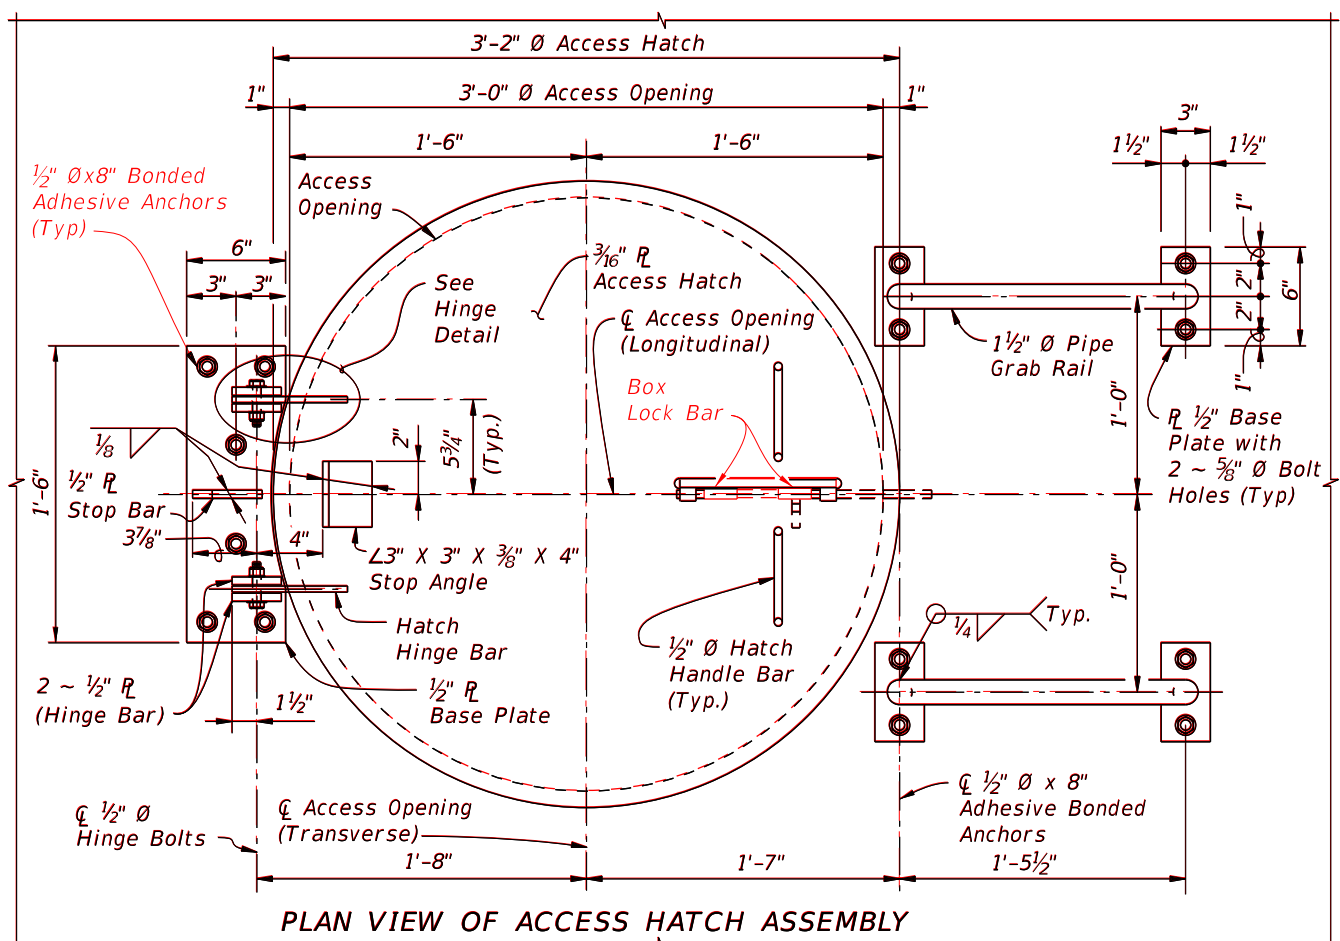 3'-2" Ø Access Hatch
1"
3'-0" Ø Access Opening
1"
1'-6"
1'-6"
3"
1½"
1½"
½" Øx8" Bonded
Adhesive Anchors
(Typ)
Access
Opening
6"
3"
3"
See
Hinge
Detail
3/16" ℞
Access Hatch
℄ Access Opening
(Longitudinal)
1"
2"
2"
1"
6"
1½" Ø Pipe
Grab Rail
Box
Lock Bar
1'-0"
℞ ½" Base
Plate with
2 ~ ⅝" Ø Bolt
Holes (Typ)
⅛
2"
5¾"
(Typ.)
1'-6"
½" ℞
Stop Bar
3⅞"
4"
∠3" X 3" X ⅜" X 4"
Stop Angle
1'-0"
Hatch
Hinge Bar
¼
Typ.
½" Ø Hatch
Handle Bar
(Typ.)
2 ~ ½" ℞
(Hinge Bar)
1½"
½" ℞
Base Plate
℄ ½" Ø
Hinge Bolts
℄ Access Opening
(Transverse)
℄ ½" Ø x 8"
Adhesive Bonded
Anchors
1'-8"
1'-7"
1'-5½"
PLAN VIEW OF ACCESS HATCH ASSEMBLY